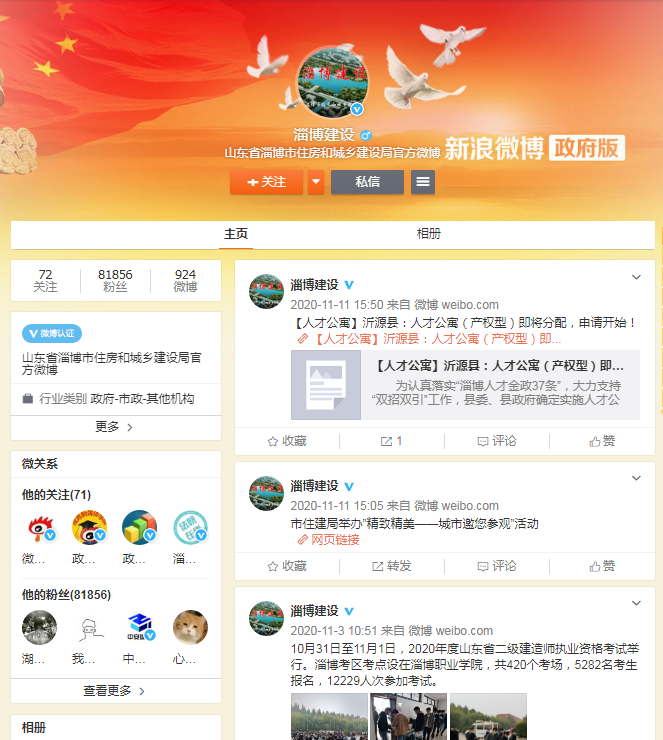 淄博建设
淄博建设
山东省淄博市住房和城乡建设局官方微博
新浪微博 政府版
+关注
私信
主页
相册
72
关注
81856
粉丝
924
微博
V 微博认证
山东省淄博市住房和城乡建设局官
方微博
行业类别 政府-市政-其他机构
更多 >
微关系
他的关注(71)
微...
政...
政...
淄...
他的粉丝(81856)
湖...
我...
中...
心...
查看更多 >
相册
淄博建设
2020-11-11 15:50 来自 微博 weibo.com
【人才公寓】沂源县：人才公寓（产权型）即将分配，申请开始！
【人才公寓】沂源县：人才公寓（产权型）即...
【人才公寓】沂源县：人才公寓（产权型）即...
为认真落实“淄博人才金政37条”，大力支持
“双招双引”工作，县委、县政府确定实施人才公
收藏
1
评论
赞
淄博建设
2020-11-11 15:05 来自 微博 weibo.com
市住建局举办”精致精美——城市邀您参观”活动
网页链接
收藏
转发
评论
赞
淄博建设
2020-11-3 10:51 来自 微博 weibo.com
10月31日至11月1日，2020年度山东省二级建造师执业资格考试举
行。淄博考区考点设在淄博职业学院，共420个考场，5282名考生
报名，12229人次参加考试。